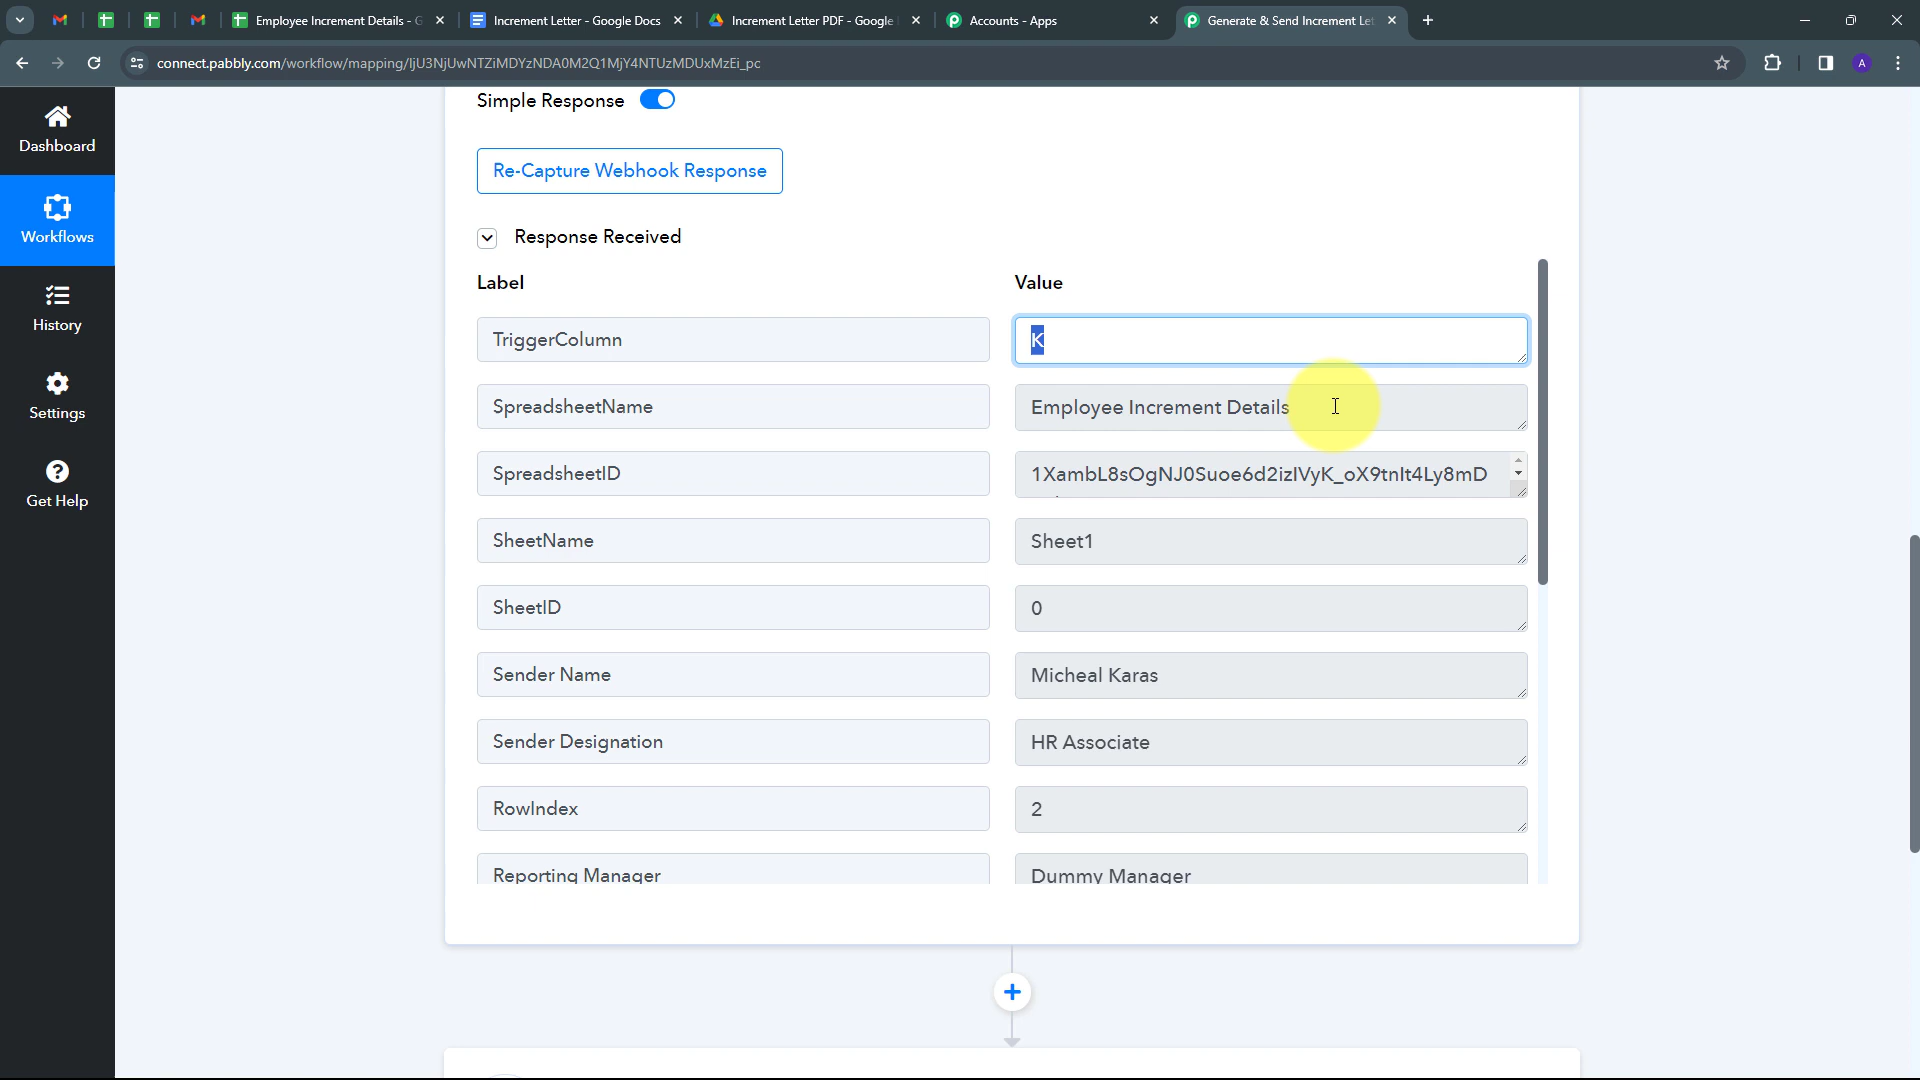 Employee Increment Details - G
Increment Letter - Google Docs
Increment Letter PDF - Google
Accounts - Apps
Generate & Send Increment Let
connect.pabbly.com/workflow/mapping/IjU3NjUwNTZiMDYzNDA0M2Q1MjY4NTUzMDUxMzEi_pc
A
Dashboard
Workflows
History
Settings
Get Help
Simple Response
Re-Capture Webhook Response
Response Received
Label Value
TriggerColumn K
SpreadsheetName Employee Increment Details
SpreadsheetID 1XambL8sOgNJ0Suoe6d2izIVyK_oX9tnIt4Ly8mD
SheetName Sheet1
SheetID 0
Sender Name Micheal Karas
Sender Designation HR Associate
RowIndex 2
Reporting Manager Dummy Manager